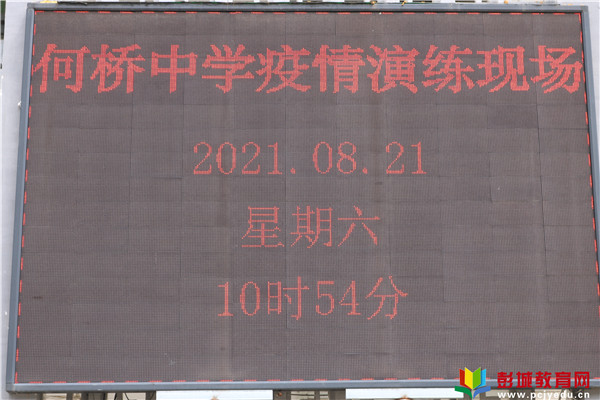 何桥中学疫情演练现场
2021.08.21
星期六
10时54分
彭城教育网
www.pcjyedu.cn